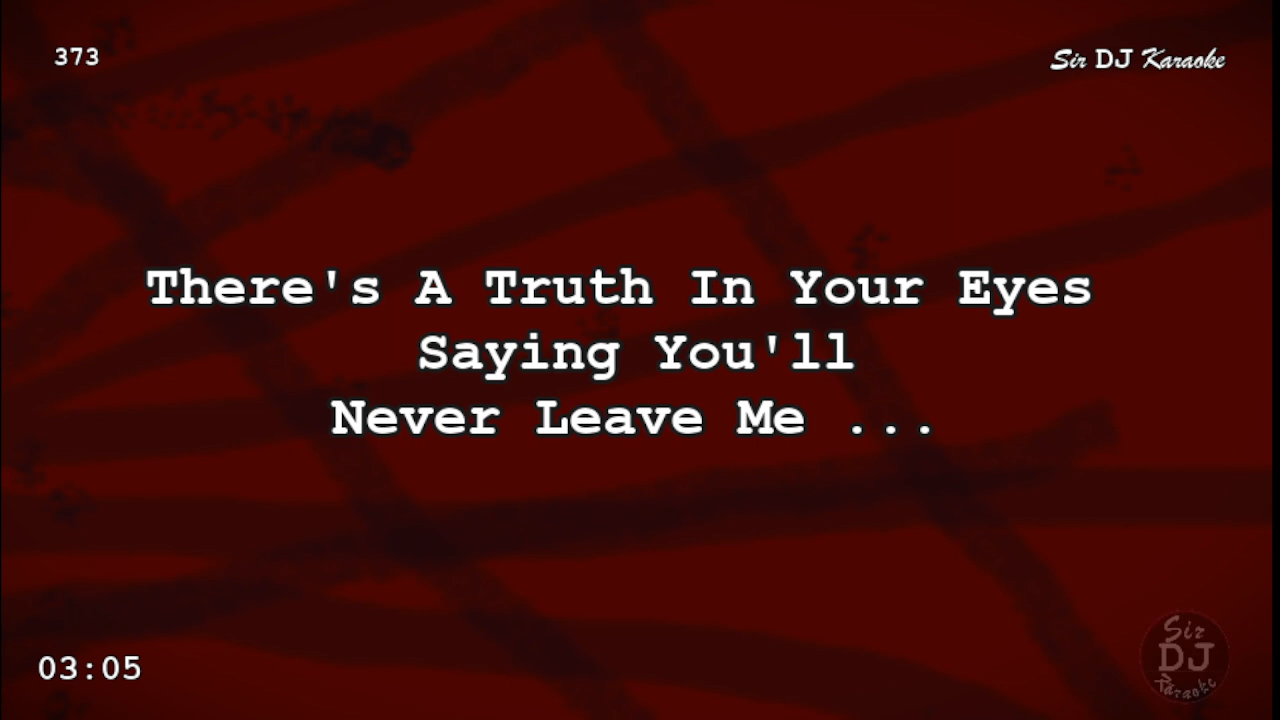 373
Sir DJ Karaoke
There's A Truth In Your Eyes
Saying You'll
Never Leave Me ...
03:05
Sir
DJ
Karaoke